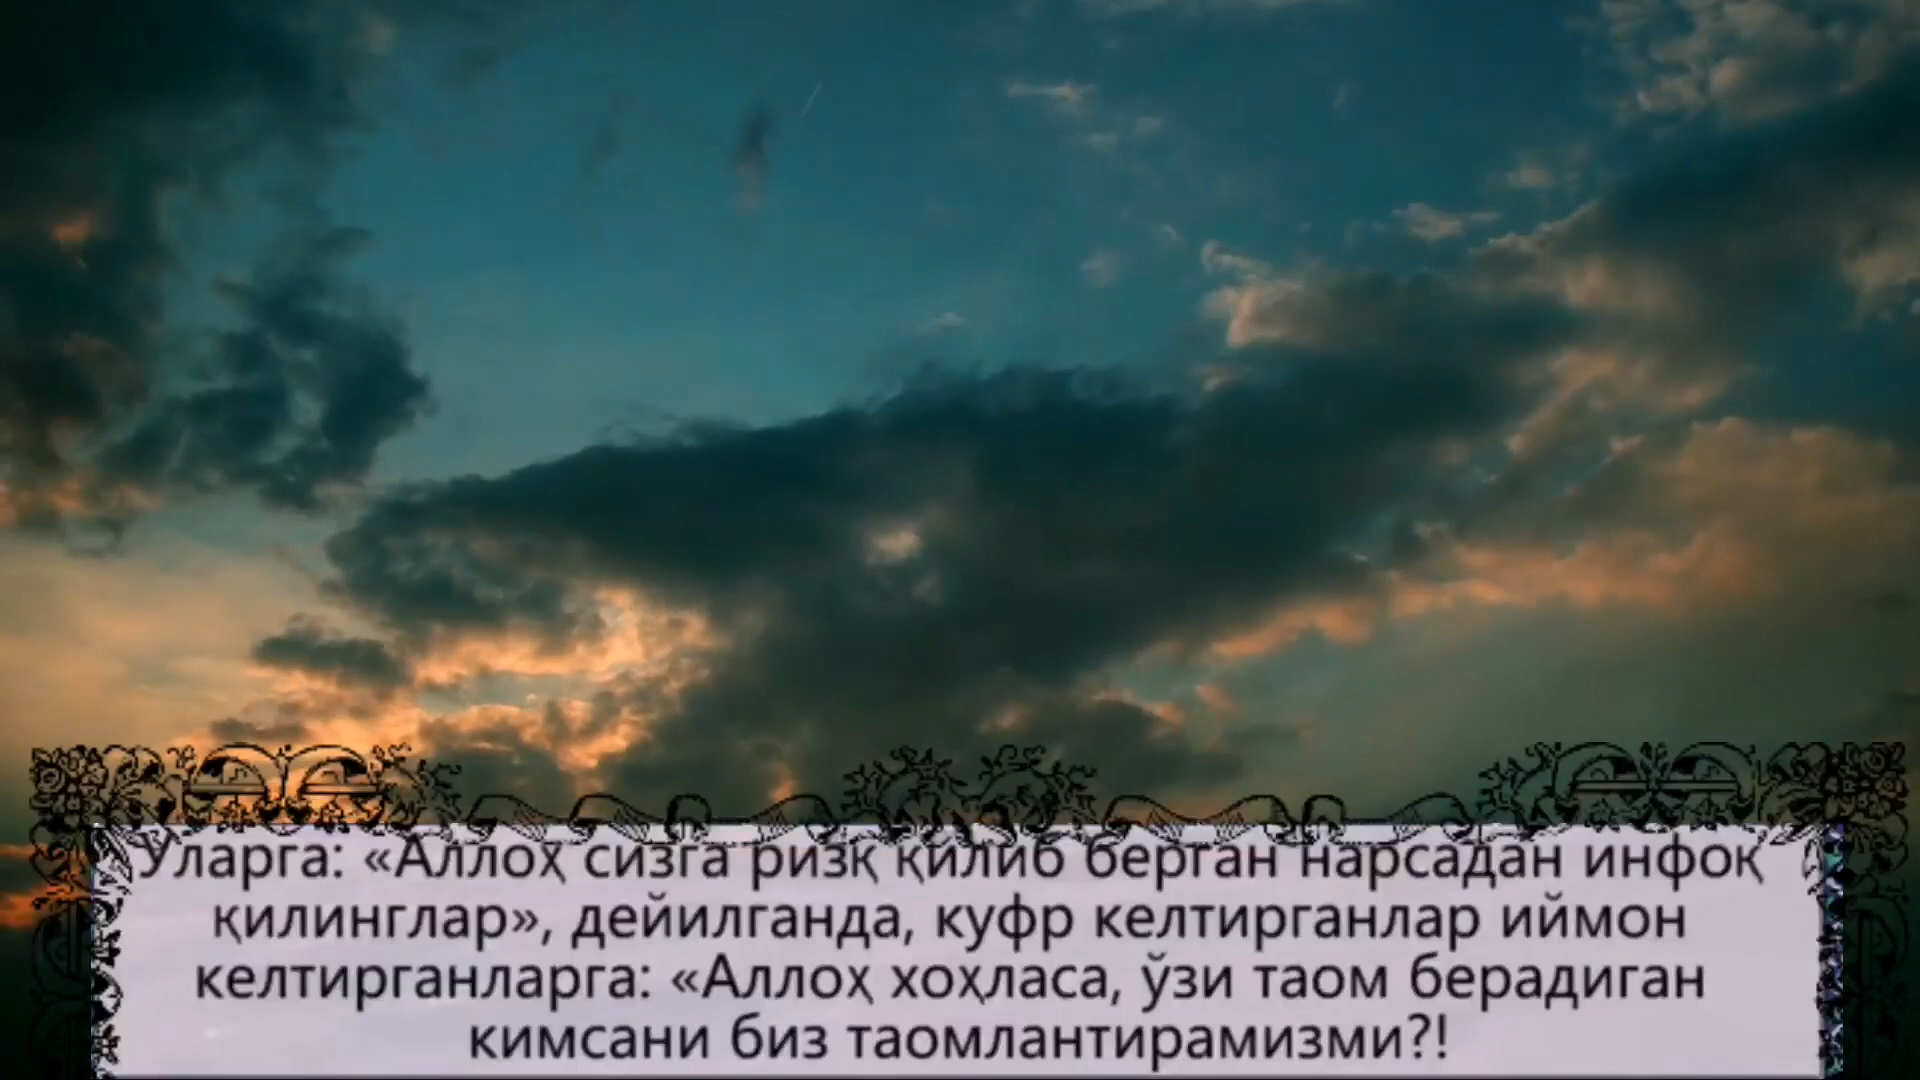 Уларга: «Аллоҳ сизга ризқ қилиб берган нарсадан инфоқ
қилинглар», дейилганда, куфр келтирганлар иймон
келтирганларга: «Аллоҳ хоҳласа, ўзи таом берадиган
кимсани биз таомлантирамизми?!